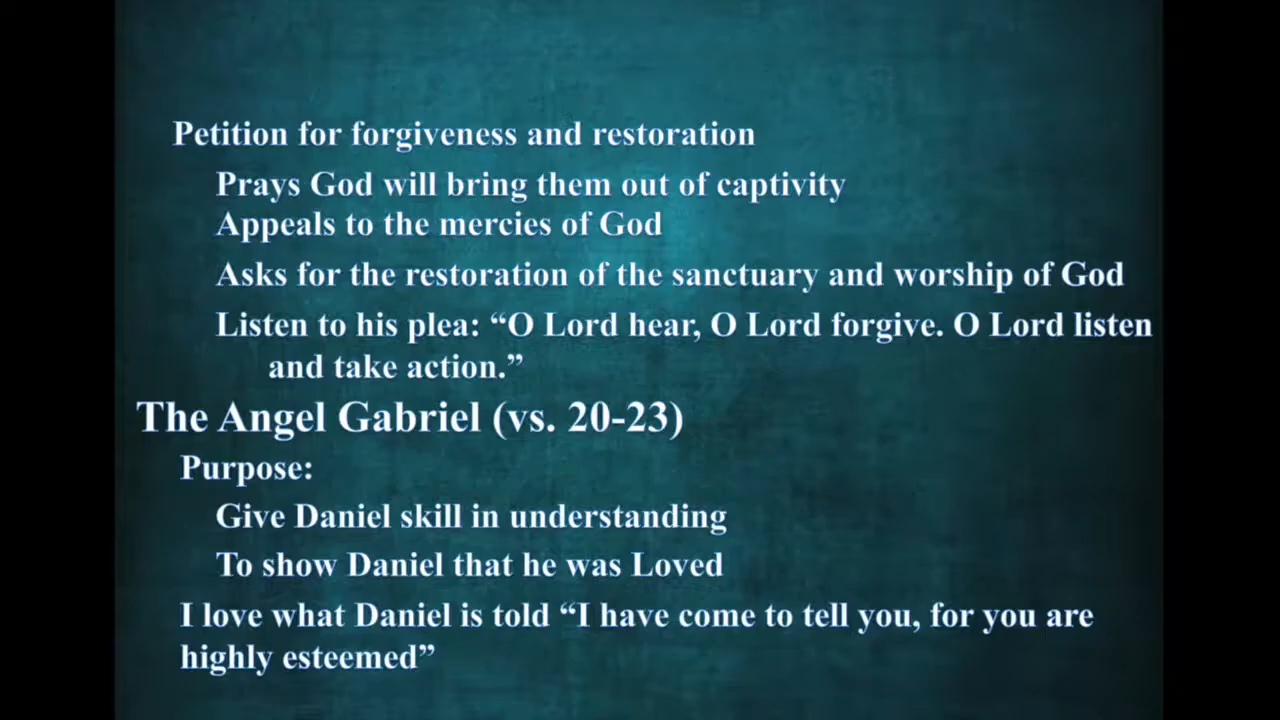 Petition for forgiveness and restoration
Prays God will bring them out of captivity
Appeals to the mercies of God
Asks for the restoration of the sanctuary and worship of God
Listen to his plea: “O Lord hear, O Lord forgive. O Lord listen
and take action.”
The Angel Gabriel (vs. 20-23)
Purpose:
Give Daniel skill in understanding
To show Daniel that he was Loved
I love what Daniel is told “I have come to tell you, for you are
highly esteemed”